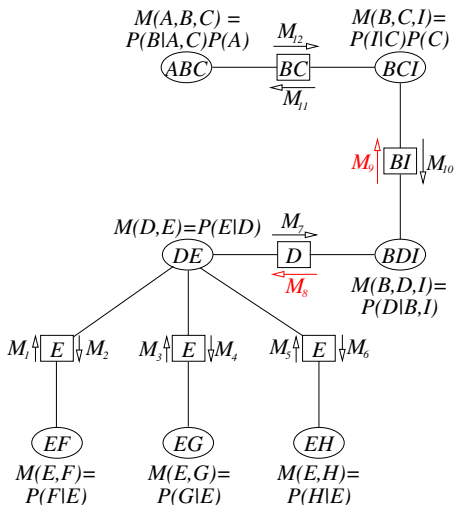 M(A,B,C) =
P(B|A,C)P(A)
M(B,C,I) =
P(I|C)P(C)
M₁₂
ABC
BC
BCI
M₁₁
M₉
BI
M₁₀
M(D,E)=P(E|D)
M₇
DE
D
BDI
M₈
M(B,D,I)=
P(D|B,I)
M₁
E
M₂
M₃
E
M₄
M₅
E
M₆
EF
EG
EH
M(E,F)=
P(F|E)
M(E,G)=
P(G|E)
M(E,H)=
P(H|E)